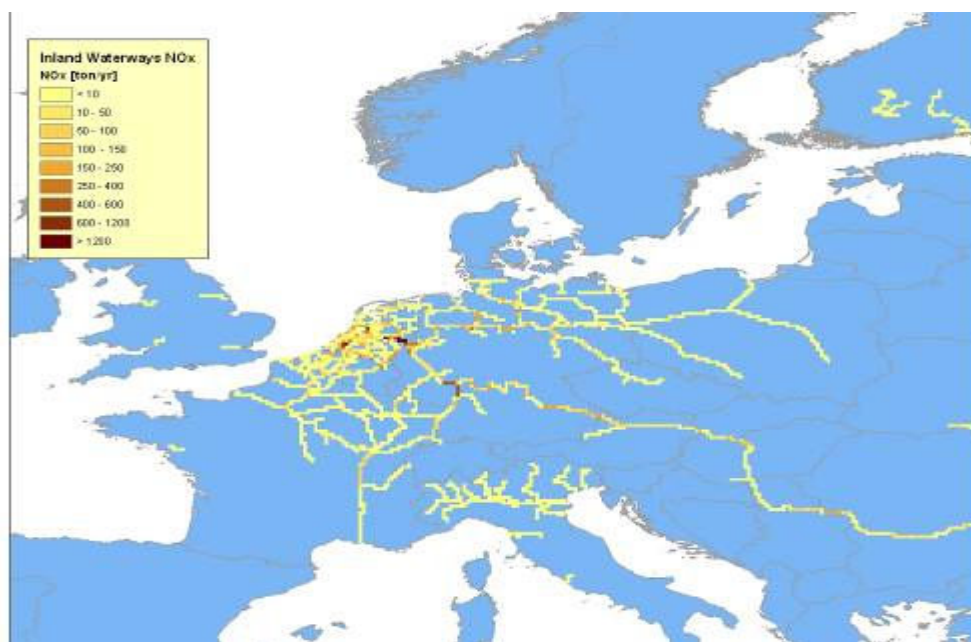 Inland Waterways NOx
NOx [ton/yr]
< 10
10 - 50
50 - 100
100 - 150
150 - 250
250 - 400
400 - 600
600 - 1200
> 1200